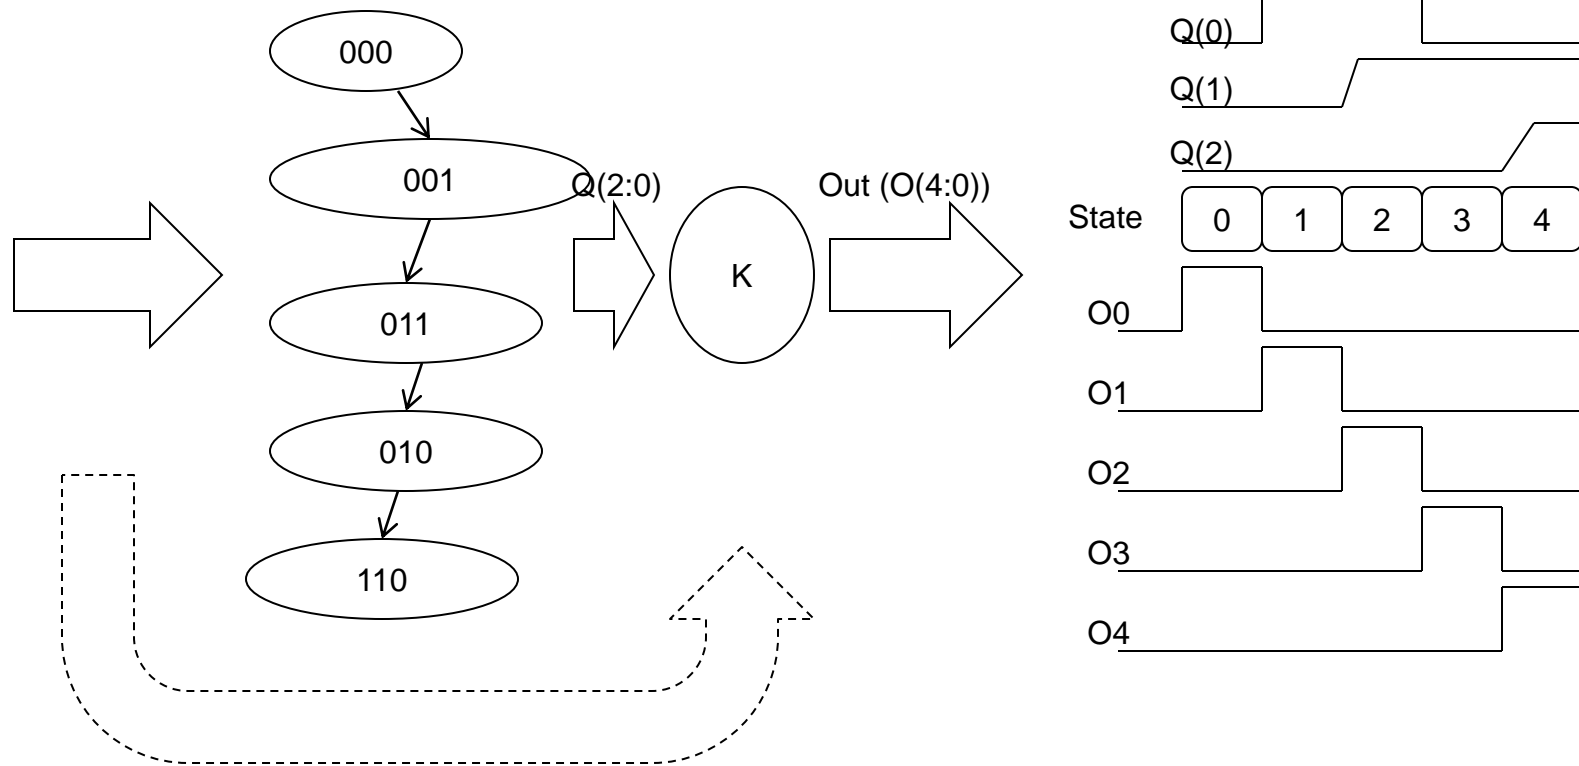 000
001
011
010
110
Q(2:0)
K
Out (O(4:0))
Q(0)
Q(1)
Q(2)
State 0 1 2 3 4
O0
O1
O2
O3
O4